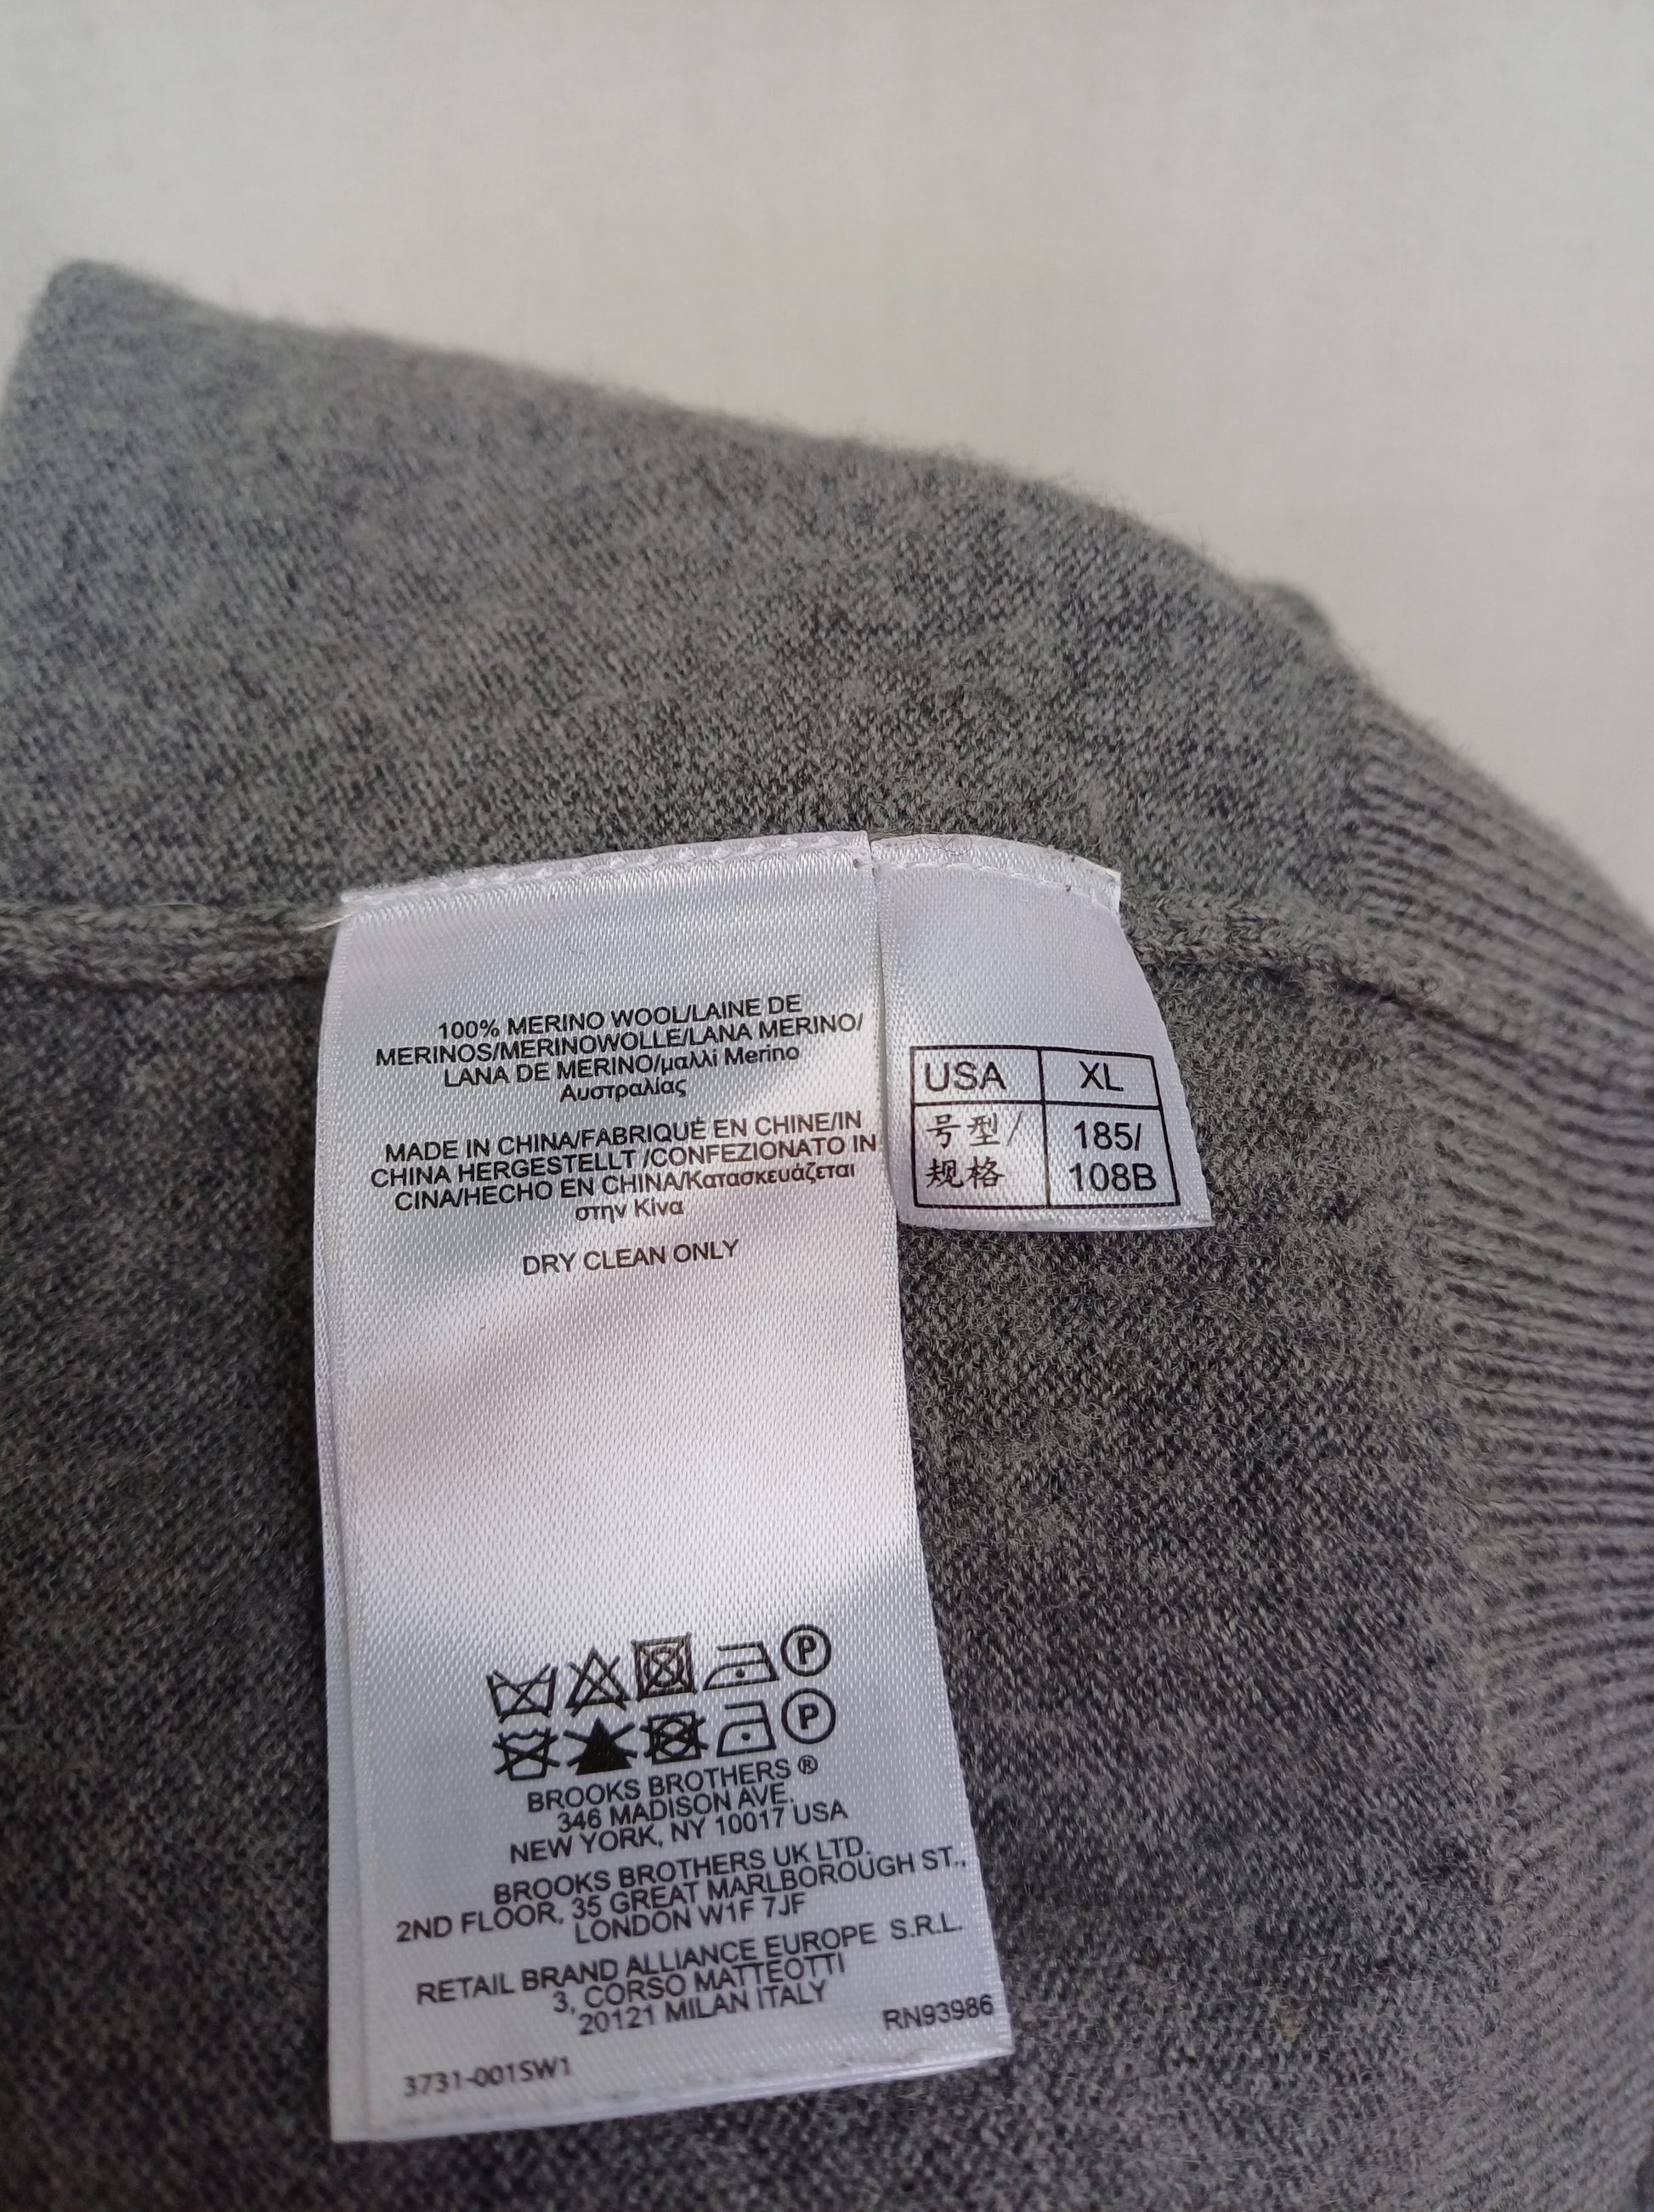 100% MERINO WOOL/LAINE DE
MERINOS/MERINOWOLLE/LANA MERINO/
LANA DE MERINO/μαλλί Merino
Αυστραλίας
MADE IN CHINA/FABRIQUÉ EN CHINE/IN
CHINA HERGESTELLT /CONFEZIONATO IN
CINA/HECHO EN CHINA/Κατασκευάζεται
στην Κίνα
DRY CLEAN ONLY
P
P
BROOKS BROTHERS ®
346 MADISON AVE.
NEW YORK, NY 10017 USA
BROOKS BROTHERS UK LTD.
2ND FLOOR, 35 GREAT MARLBOROUGH ST.,
LONDON W1F 7JF
RETAIL BRAND ALLIANCE EUROPE S.R.L.
3, CORSO MATTEOTTI
20121 MILAN ITALY
RN93986
3731-001SW1
USA XL
号型/ 185/
规格 108B